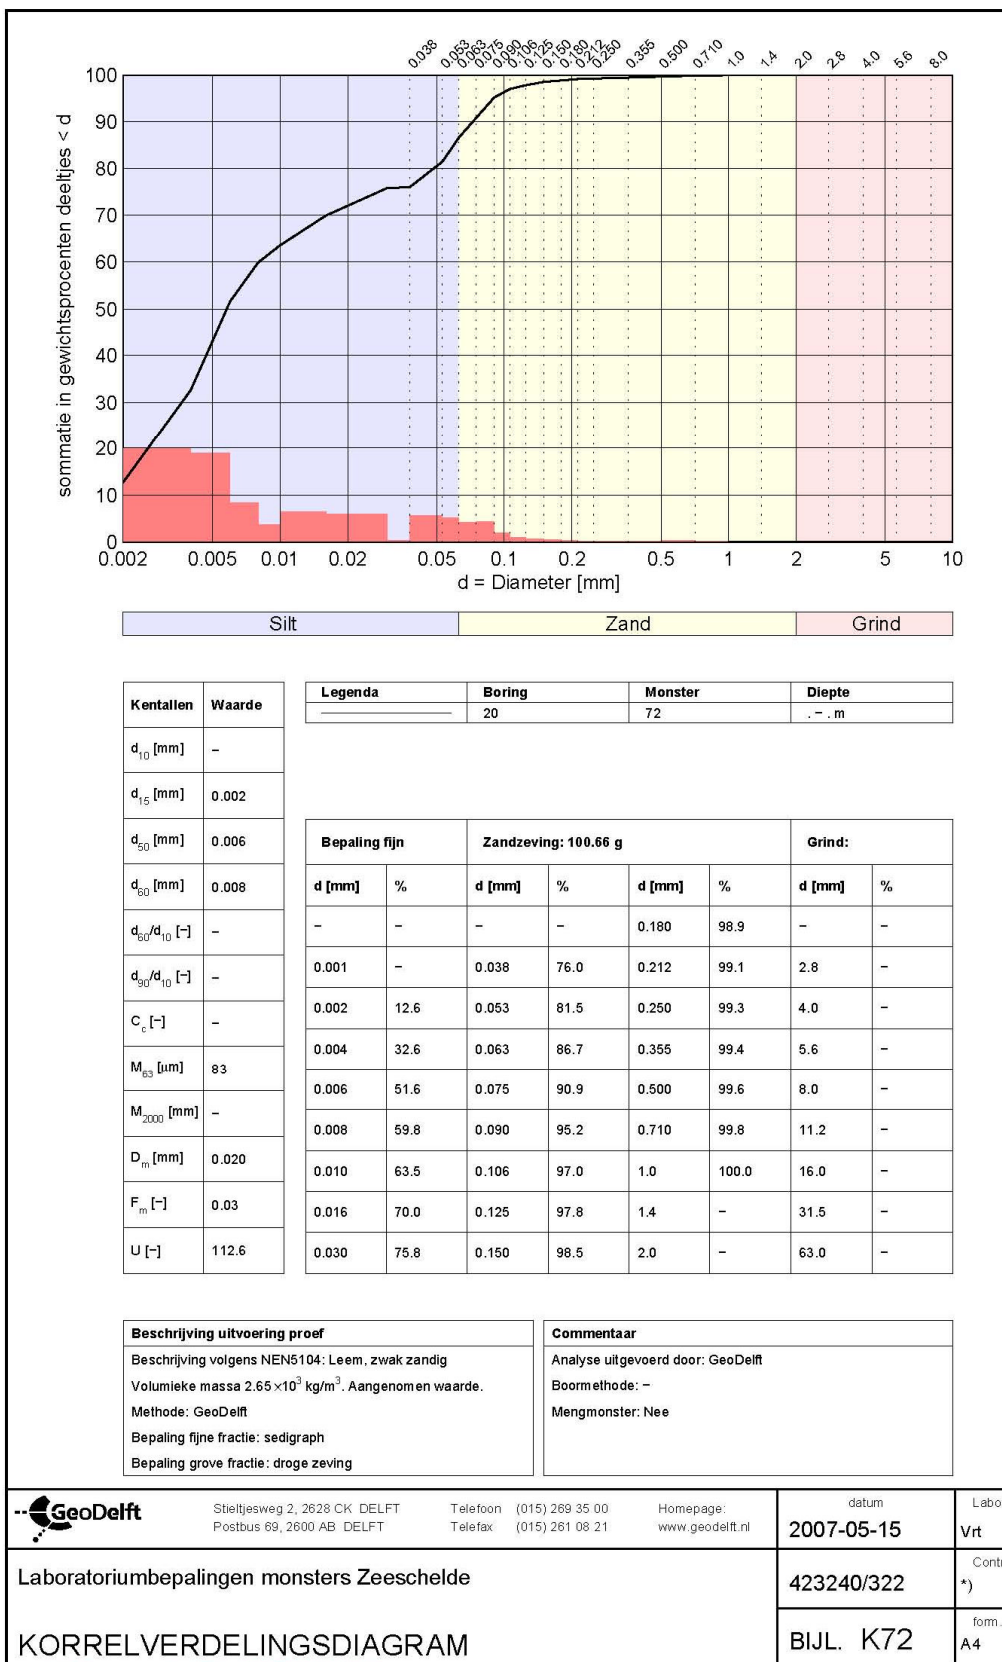 0.038 0.053 0.063 0.075 0.090 0.106 0.125 0.150 0.180 0.212 0.250 0.355 0.500 0.710 1.0 1.4 2.0 2.8 4.0 5.6 8.0
sommatie in gewichtsprocenten deeltjes < d
100
90
80
70
60
50
40
30
20
10
0
0.002 0.005 0.01 0.02 0.05 0.1 0.2 0.5 1 2 5 10
d = Diameter [mm]
Silt Zand Grind
Kentallen Waarde
d10 [mm] –
d15 [mm] 0.002
d50 [mm] 0.006
d60 [mm] 0.008
d60/d10 [–] –
d90/d10 [–] –
Cc [–] –
M63 [µm] 83
M2000 [mm] –
Dm [mm] 0.020
Fm [–] 0.03
U [–] 112.6
Legenda Boring Monster Diepte
20 72 . – . m
Bepaling fijn Zandzeving: 100.66 g Grind:
d [mm] % d [mm] % d [mm] % d [mm] %
– – – – 0.180 98.9 – –
0.001 – 0.038 76.0 0.212 99.1 2.8 –
0.002 12.6 0.053 81.5 0.250 99.3 4.0 –
0.004 32.6 0.063 86.7 0.355 99.4 5.6 –
0.006 51.6 0.075 90.9 0.500 99.6 8.0 –
0.008 59.8 0.090 95.2 0.710 99.8 11.2 –
0.010 63.5 0.106 97.0 1.0 100.0 16.0 –
0.016 70.0 0.125 97.8 1.4 – 31.5 –
0.030 75.8 0.150 98.5 2.0 – 63.0 –
Beschrijving uitvoering proef
Beschrijving volgens NEN5104: Leem, zwak zandig
Volumieke massa 2.65 ×10³ kg/m³. Aangenomen waarde.
Methode: GeoDelft
Bepaling fijne fractie: sedigraph
Bepaling grove fractie: droge zeving
Commentaar
Analyse uitgevoerd door: GeoDelft
Boormethode: –
Mengmonster: Nee
GeoDelft
Stieltjesweg 2, 2628 CK DELFT Telefoon (015) 269 35 00 Homepage:
Postbus 69, 2600 AB DELFT Telefax (015) 261 08 21 www.geodelft.nl
datum
2007-05-15
Labo
Vrt
Laboratoriumbepalingen monsters Zeeschelde
423240/322
Contr
*)
KORRELVERDELINGSDIAGRAM
BIJL. K72
form.
A4